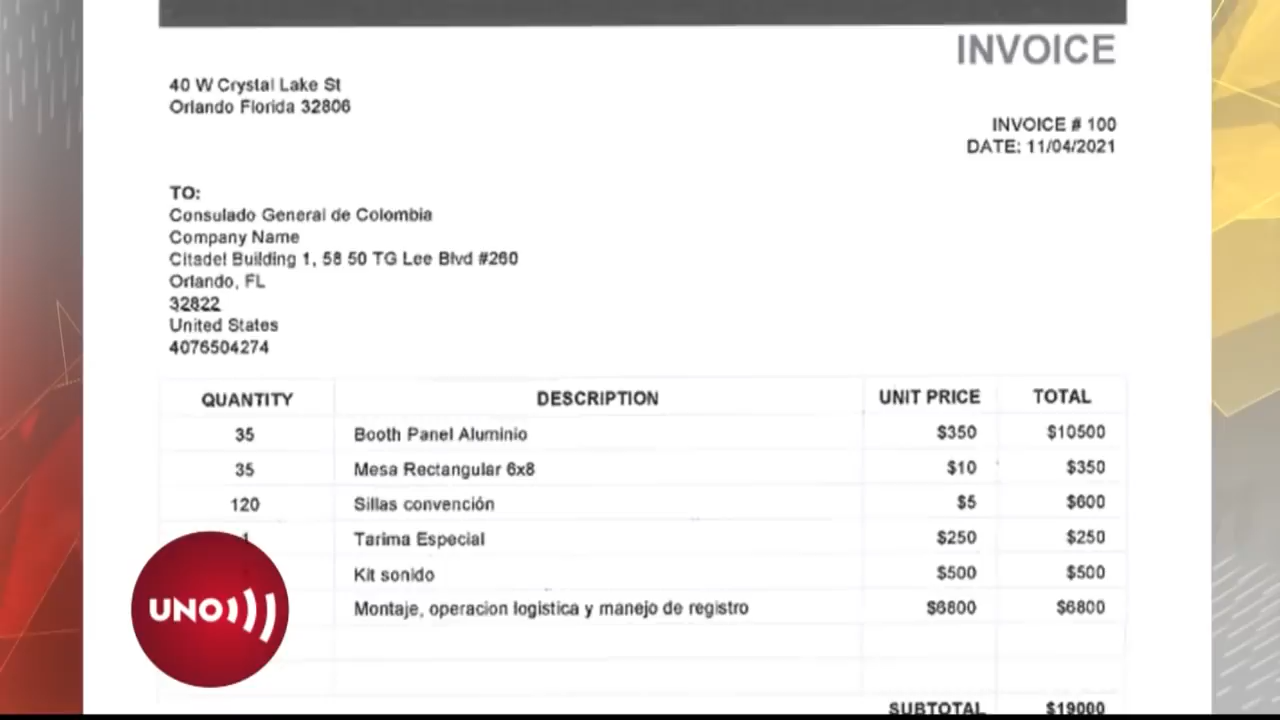 INVOICE
40 W Crystal Lake St
Orlando Florida 32806
INVOICE # 100
DATE: 11/04/2021
TO:
Consulado General de Colombia
Company Name
Citadel Building 1, 58 50 TG Lee Blvd #260
Orlando, FL
32822
United States
4076504274
QUANTITY DESCRIPTION UNIT PRICE TOTAL
35 Booth Panel Aluminio $350 $10500
35 Mesa Rectangular 6x8 $10 $350
120 Sillas convención $5 $600
1 Tarima Especial $250 $250
Kit sonido $500 $500
Montaje, operacion logistica y manejo de registro $6800 $6800
SUBTOTAL $19000
UNO